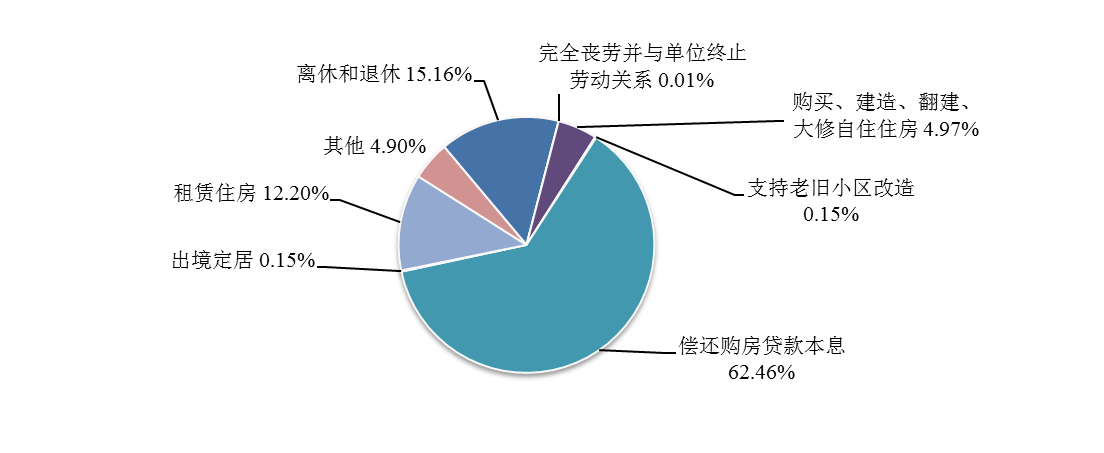 完全丧劳并与单位终止
劳动关系 0.01%
离休和退休 15.16%
购买、建造、翻建、
大修自住住房 4.97%
其他 4.90%
支持老旧小区改造
0.15%
租赁住房 12.20%
出境定居 0.15%
偿还购房贷款本息
62.46%